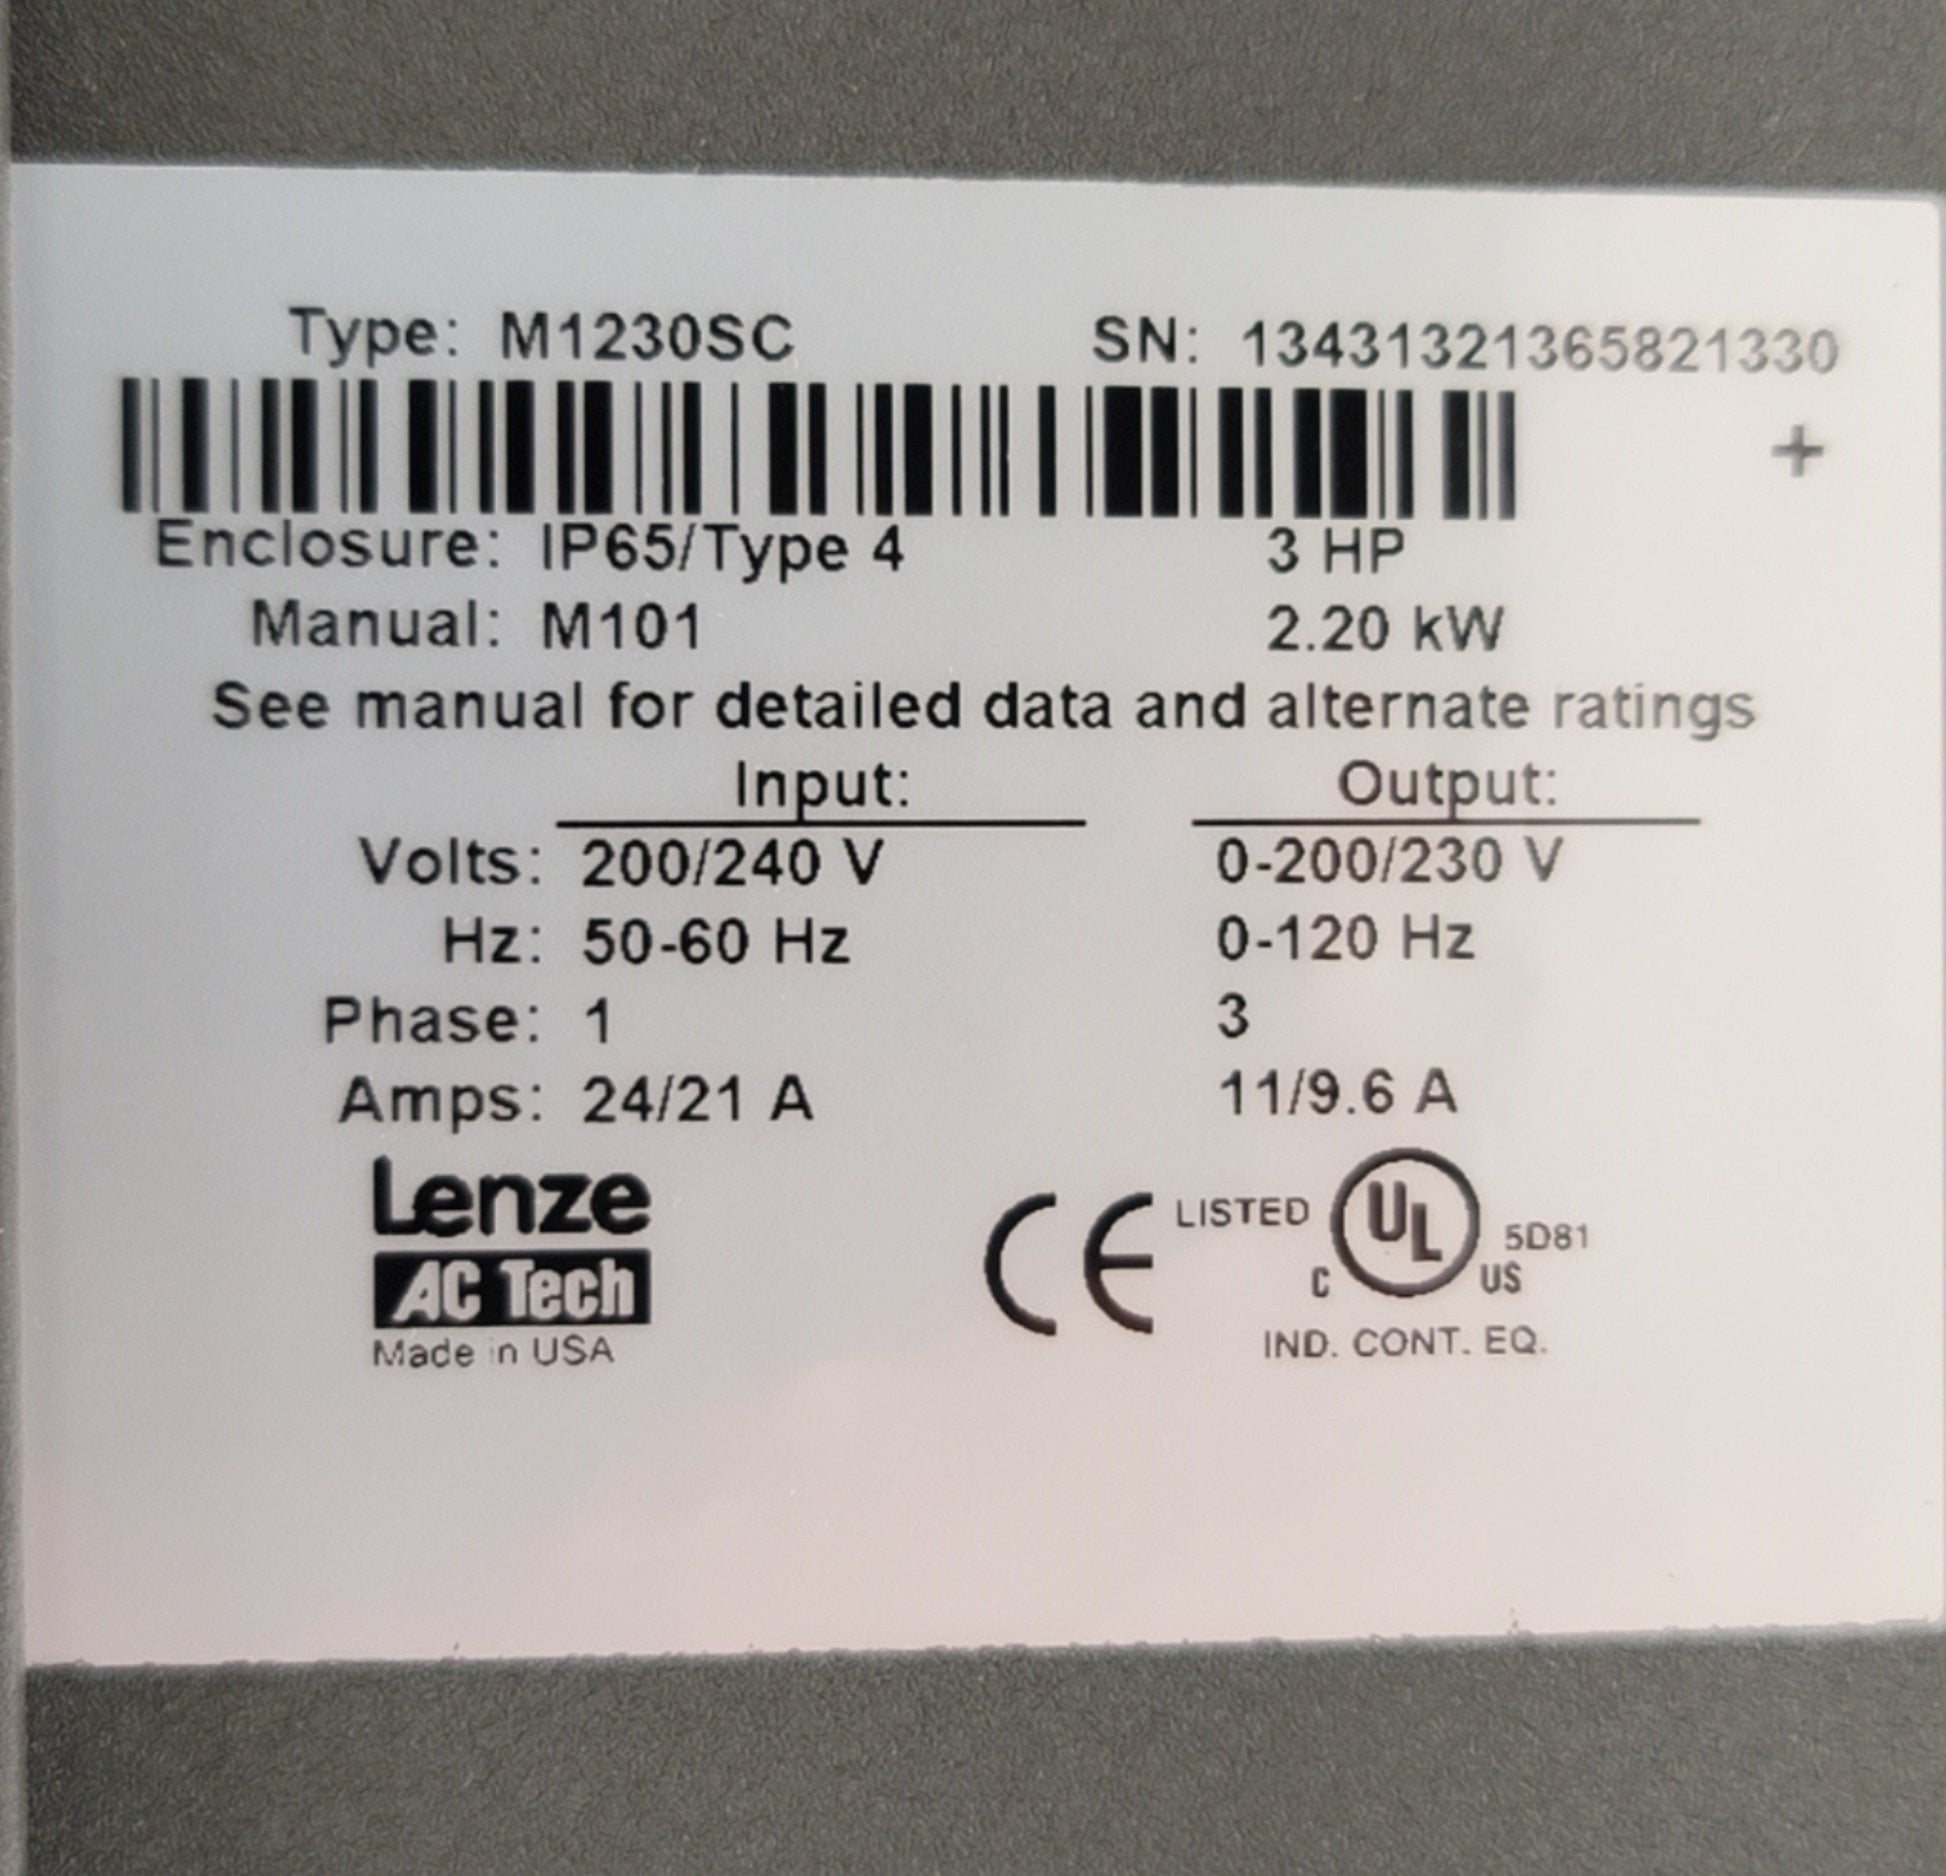 Type: M1230SC SN: 13431321365821330
+
Enclosure: IP65/Type 4 3 HP
Manual: M101 2.20 kW
See manual for detailed data and alternate ratings
Input: Output:
Volts: 200/240 V 0-200/230 V
Hz: 50-60 Hz 0-120 Hz
Phase: 1 3
Amps: 24/21 A 11/9.6 A
Lenze
AC Tech
Made in USA
CE LISTED UL 5D81
C US
IND. CONT. EQ.